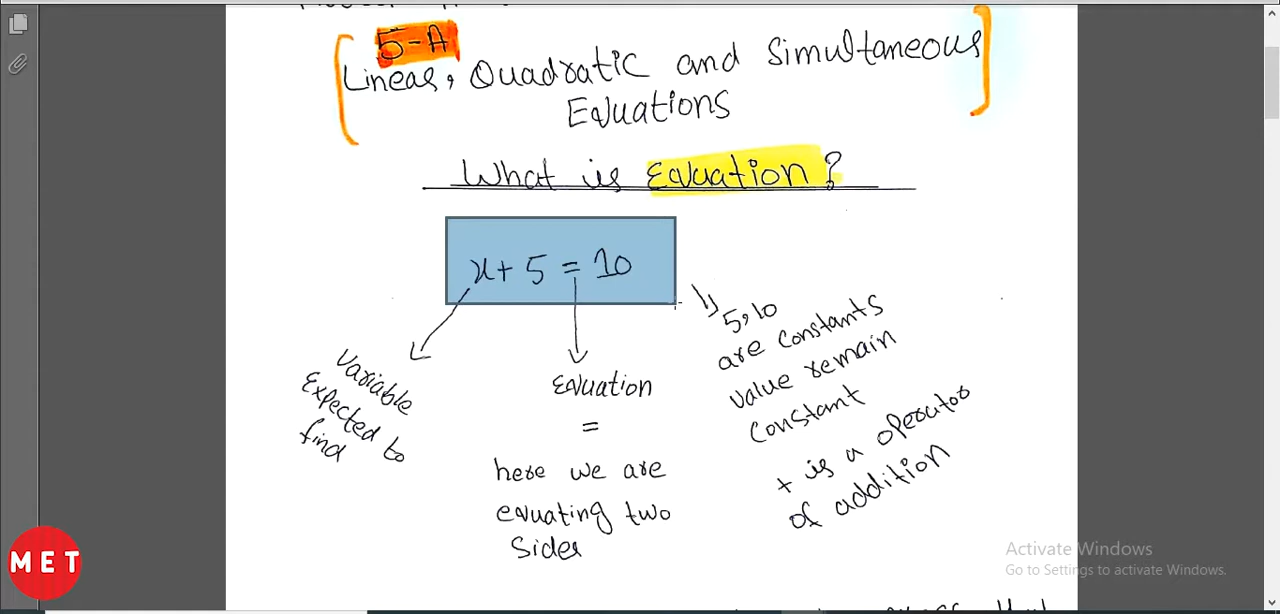 5-A
Linear, Quadratic and Simultaneous
Equations
What is Equation?
x + 5 = 10
Variable
Expected to
find
Equation
=
here we are
equating two
Sides
5,10
are constants
value remain
constant
+ is a operator
of addition
MET
Activate Windows
Go to Settings to activate Windows.